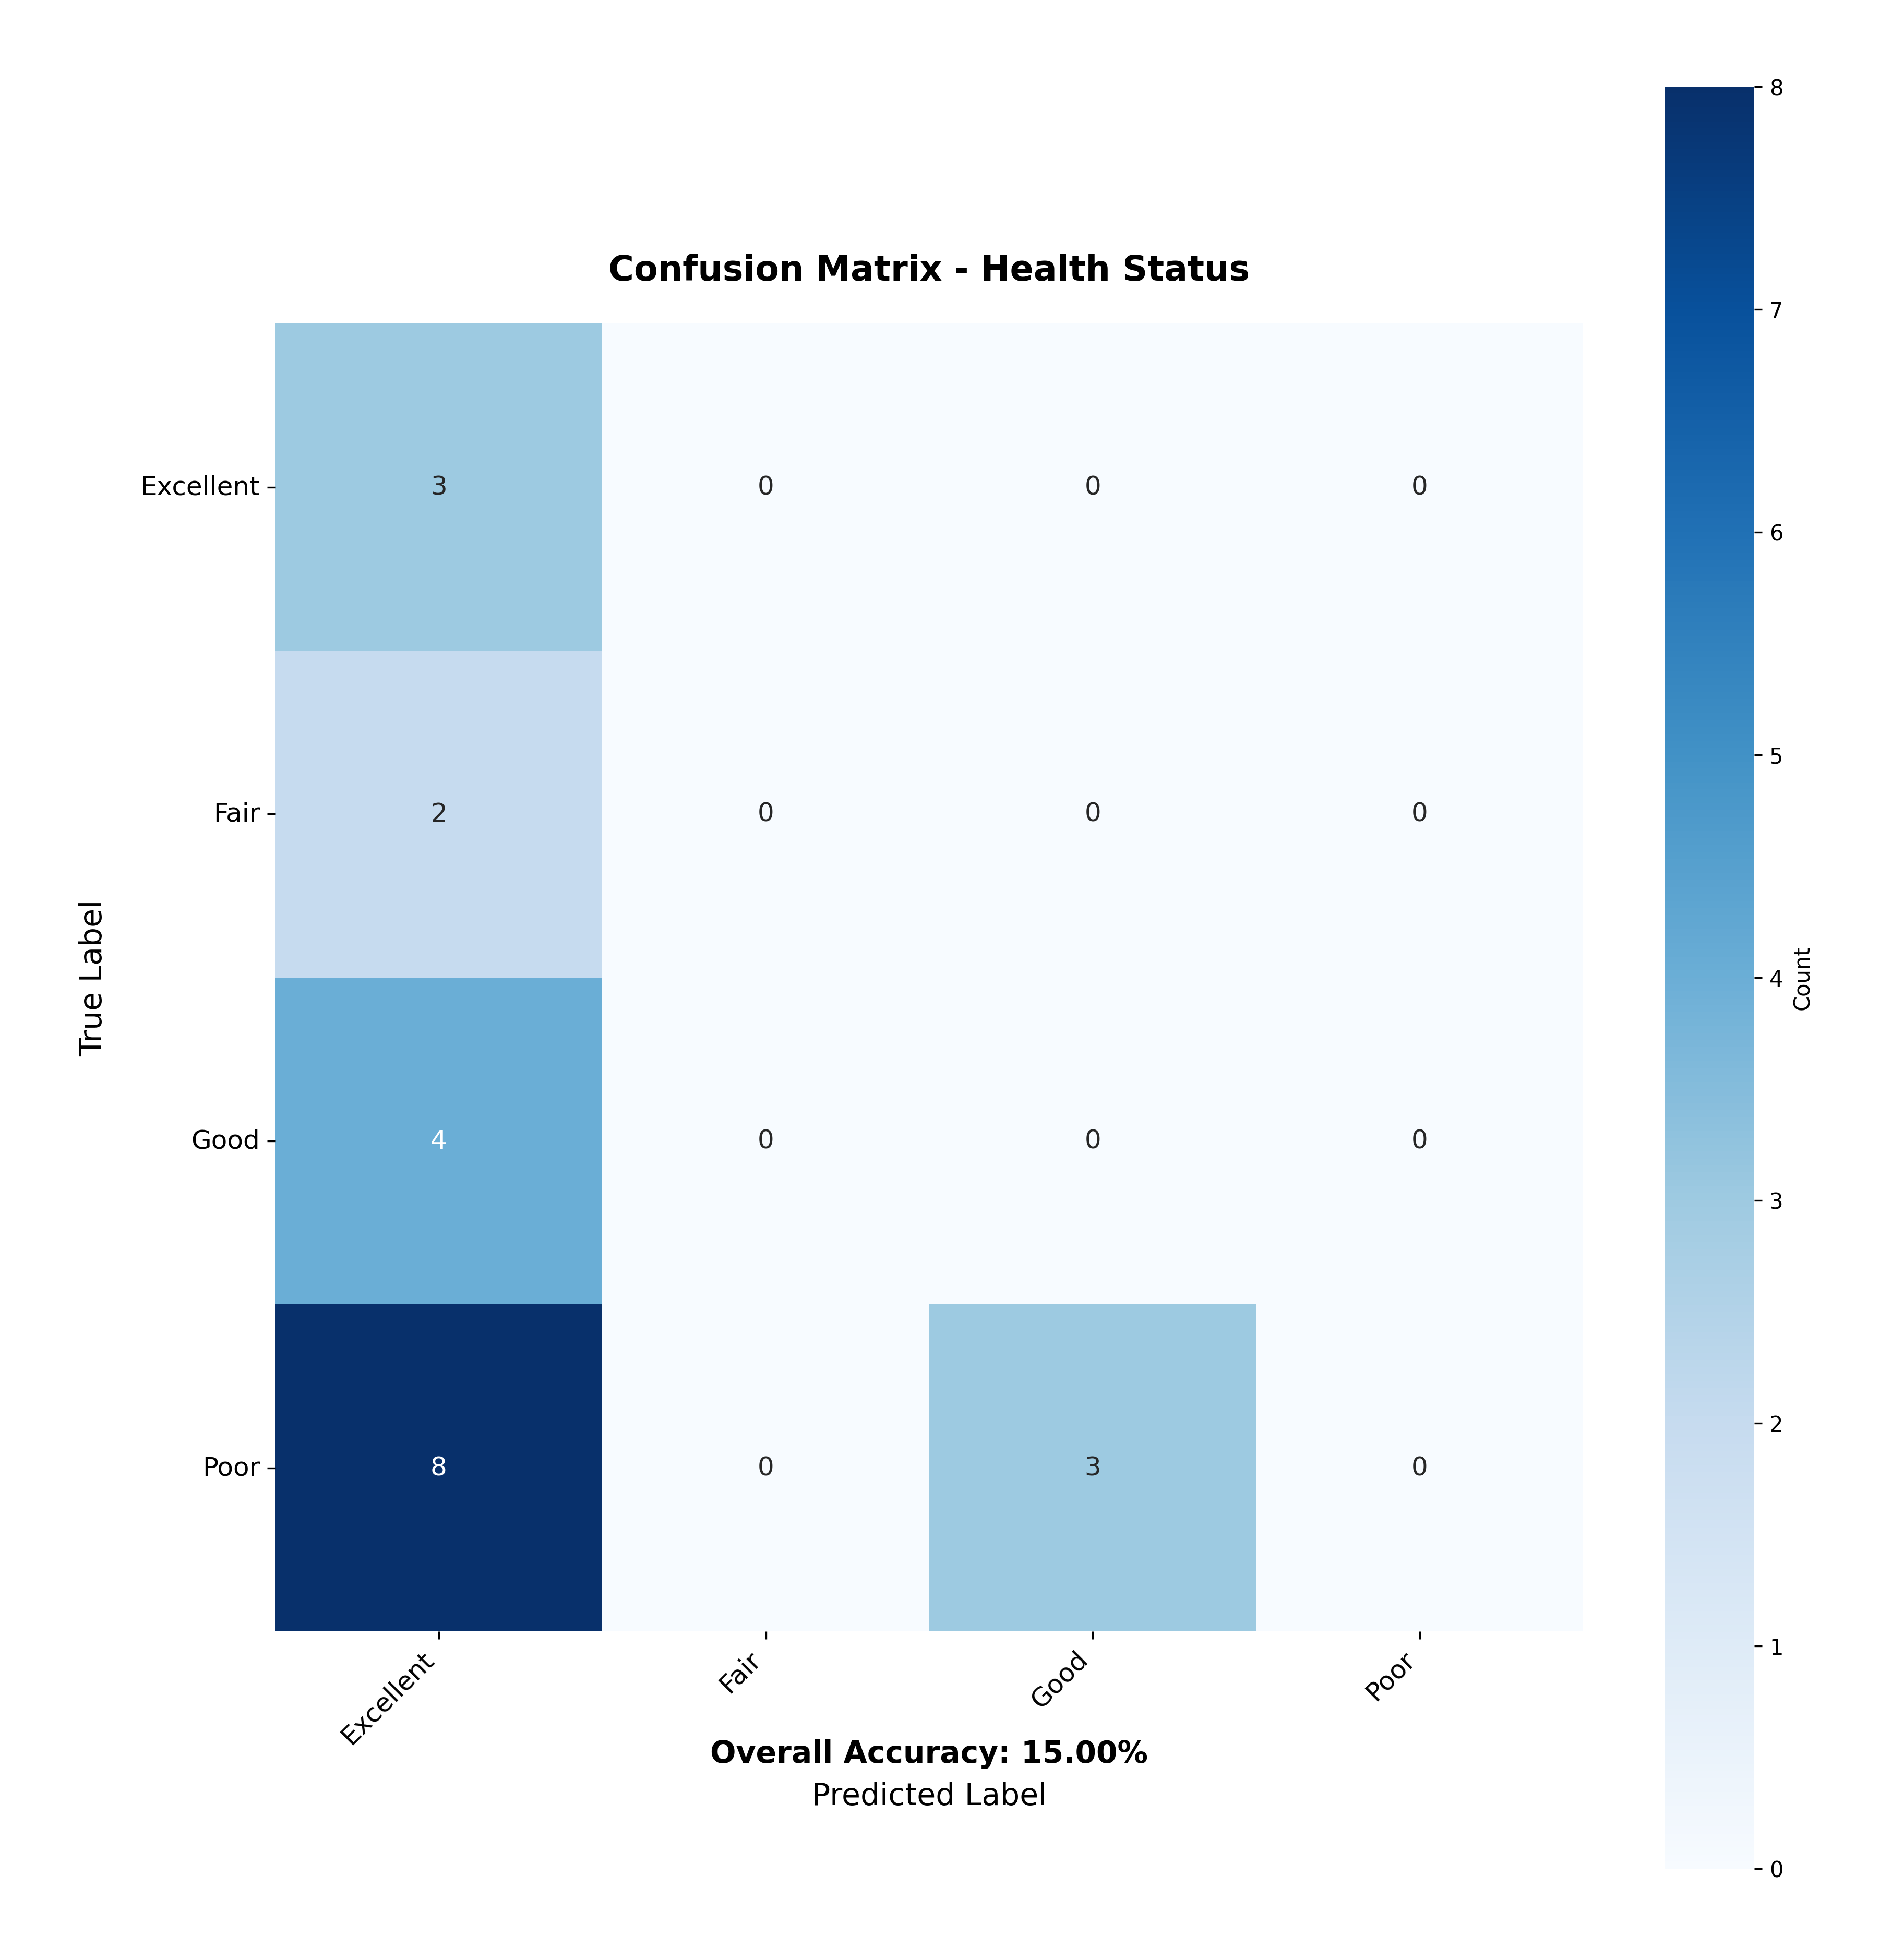 Confusion Matrix - Health Status
True Label
Excellent 3 0 0 0
Fair 2 0 0 0
Good 4 0 0 0
Poor 8 0 3 0
Excellent Fair Good Poor
Overall Accuracy: 15.00%
Predicted Label
8
7
6
5
4
3
2
1
0
Count